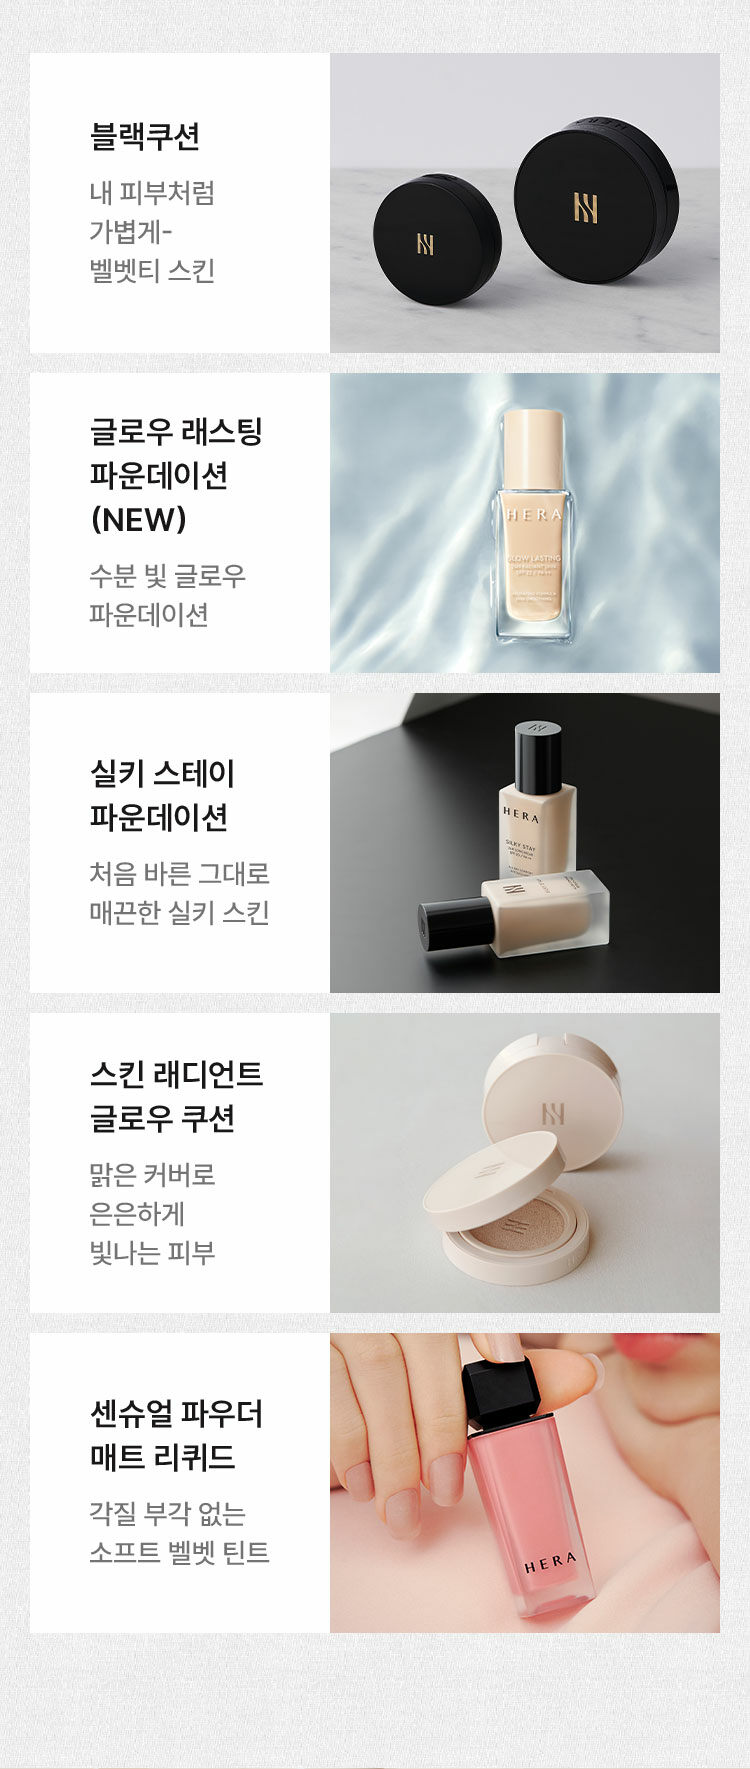 블랙쿠션
내 피부처럼
가볍게-
벨벳티 스킨
글로우 래스팅
파운데이션
(NEW)
수분 빛 글로우
파운데이션
HERA
GLOW LASTING
실키 스테이
파운데이션
처음 바른 그대로
매끈한 실키 스킨
HERA
SILKY STAY
스킨 래디언트
글로우 쿠션
맑은 커버로
은은하게
빛나는 피부
센슈얼 파우더
매트 리퀴드
각질 부각 없는
소프트 벨벳 틴트
HERA